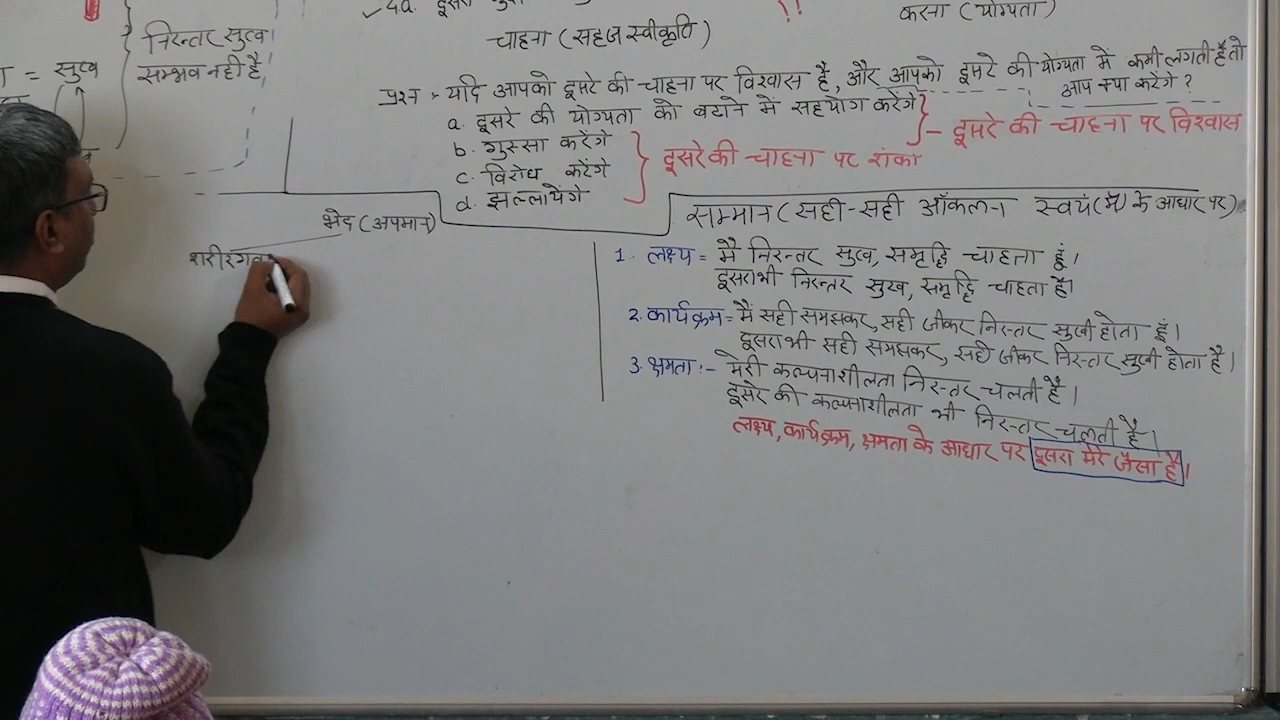 4a. दूसरा
करना (योग्यता)
चाहना (सहज स्वीकृति)
निरन्तर सुख
सम्भव नही है
= सुख
प्रश्न :- यदि आपको दूसरे की चाहना पर विश्वास है, और आपको दूसरे की योग्यता में कमी लगती है तो
आप क्या करेंगे ?
a. दूसरे की योग्यता को बढाने में सहयोग करेंगे } - दूसरे की चाहना पर विश्वास
b. गुस्सा करेंगे
c. विरोध करेंगे } दूसरे की चाहना पर शंका
d. झल्लायेंगे
भेद (अपमान)
शरीरगत
सम्मान (सही-सही आँकलन स्वयं (मैं) के आधार पर)
1. लक्ष्य = मैं निरन्तर सुख, समृद्धि चाहता हूं।
दूसरा भी निरन्तर सुख, समृद्धि चाहता है।
2. कार्यक्रम = मैं सही समझकर, सही जीकर निरन्तर सुखी होता हूं।
दूसरा भी सही समझकर, सही जीकर निरन्तर सुखी होता है।
3. क्षमता :- मेरी कल्पनाशीलता निरन्तर चलती है।
दूसरे की कल्पनाशीलता भी निरन्तर चलती है।
लक्ष्य, कार्यक्रम, क्षमता के आधार पर दूसरा मेरे जैसा है।